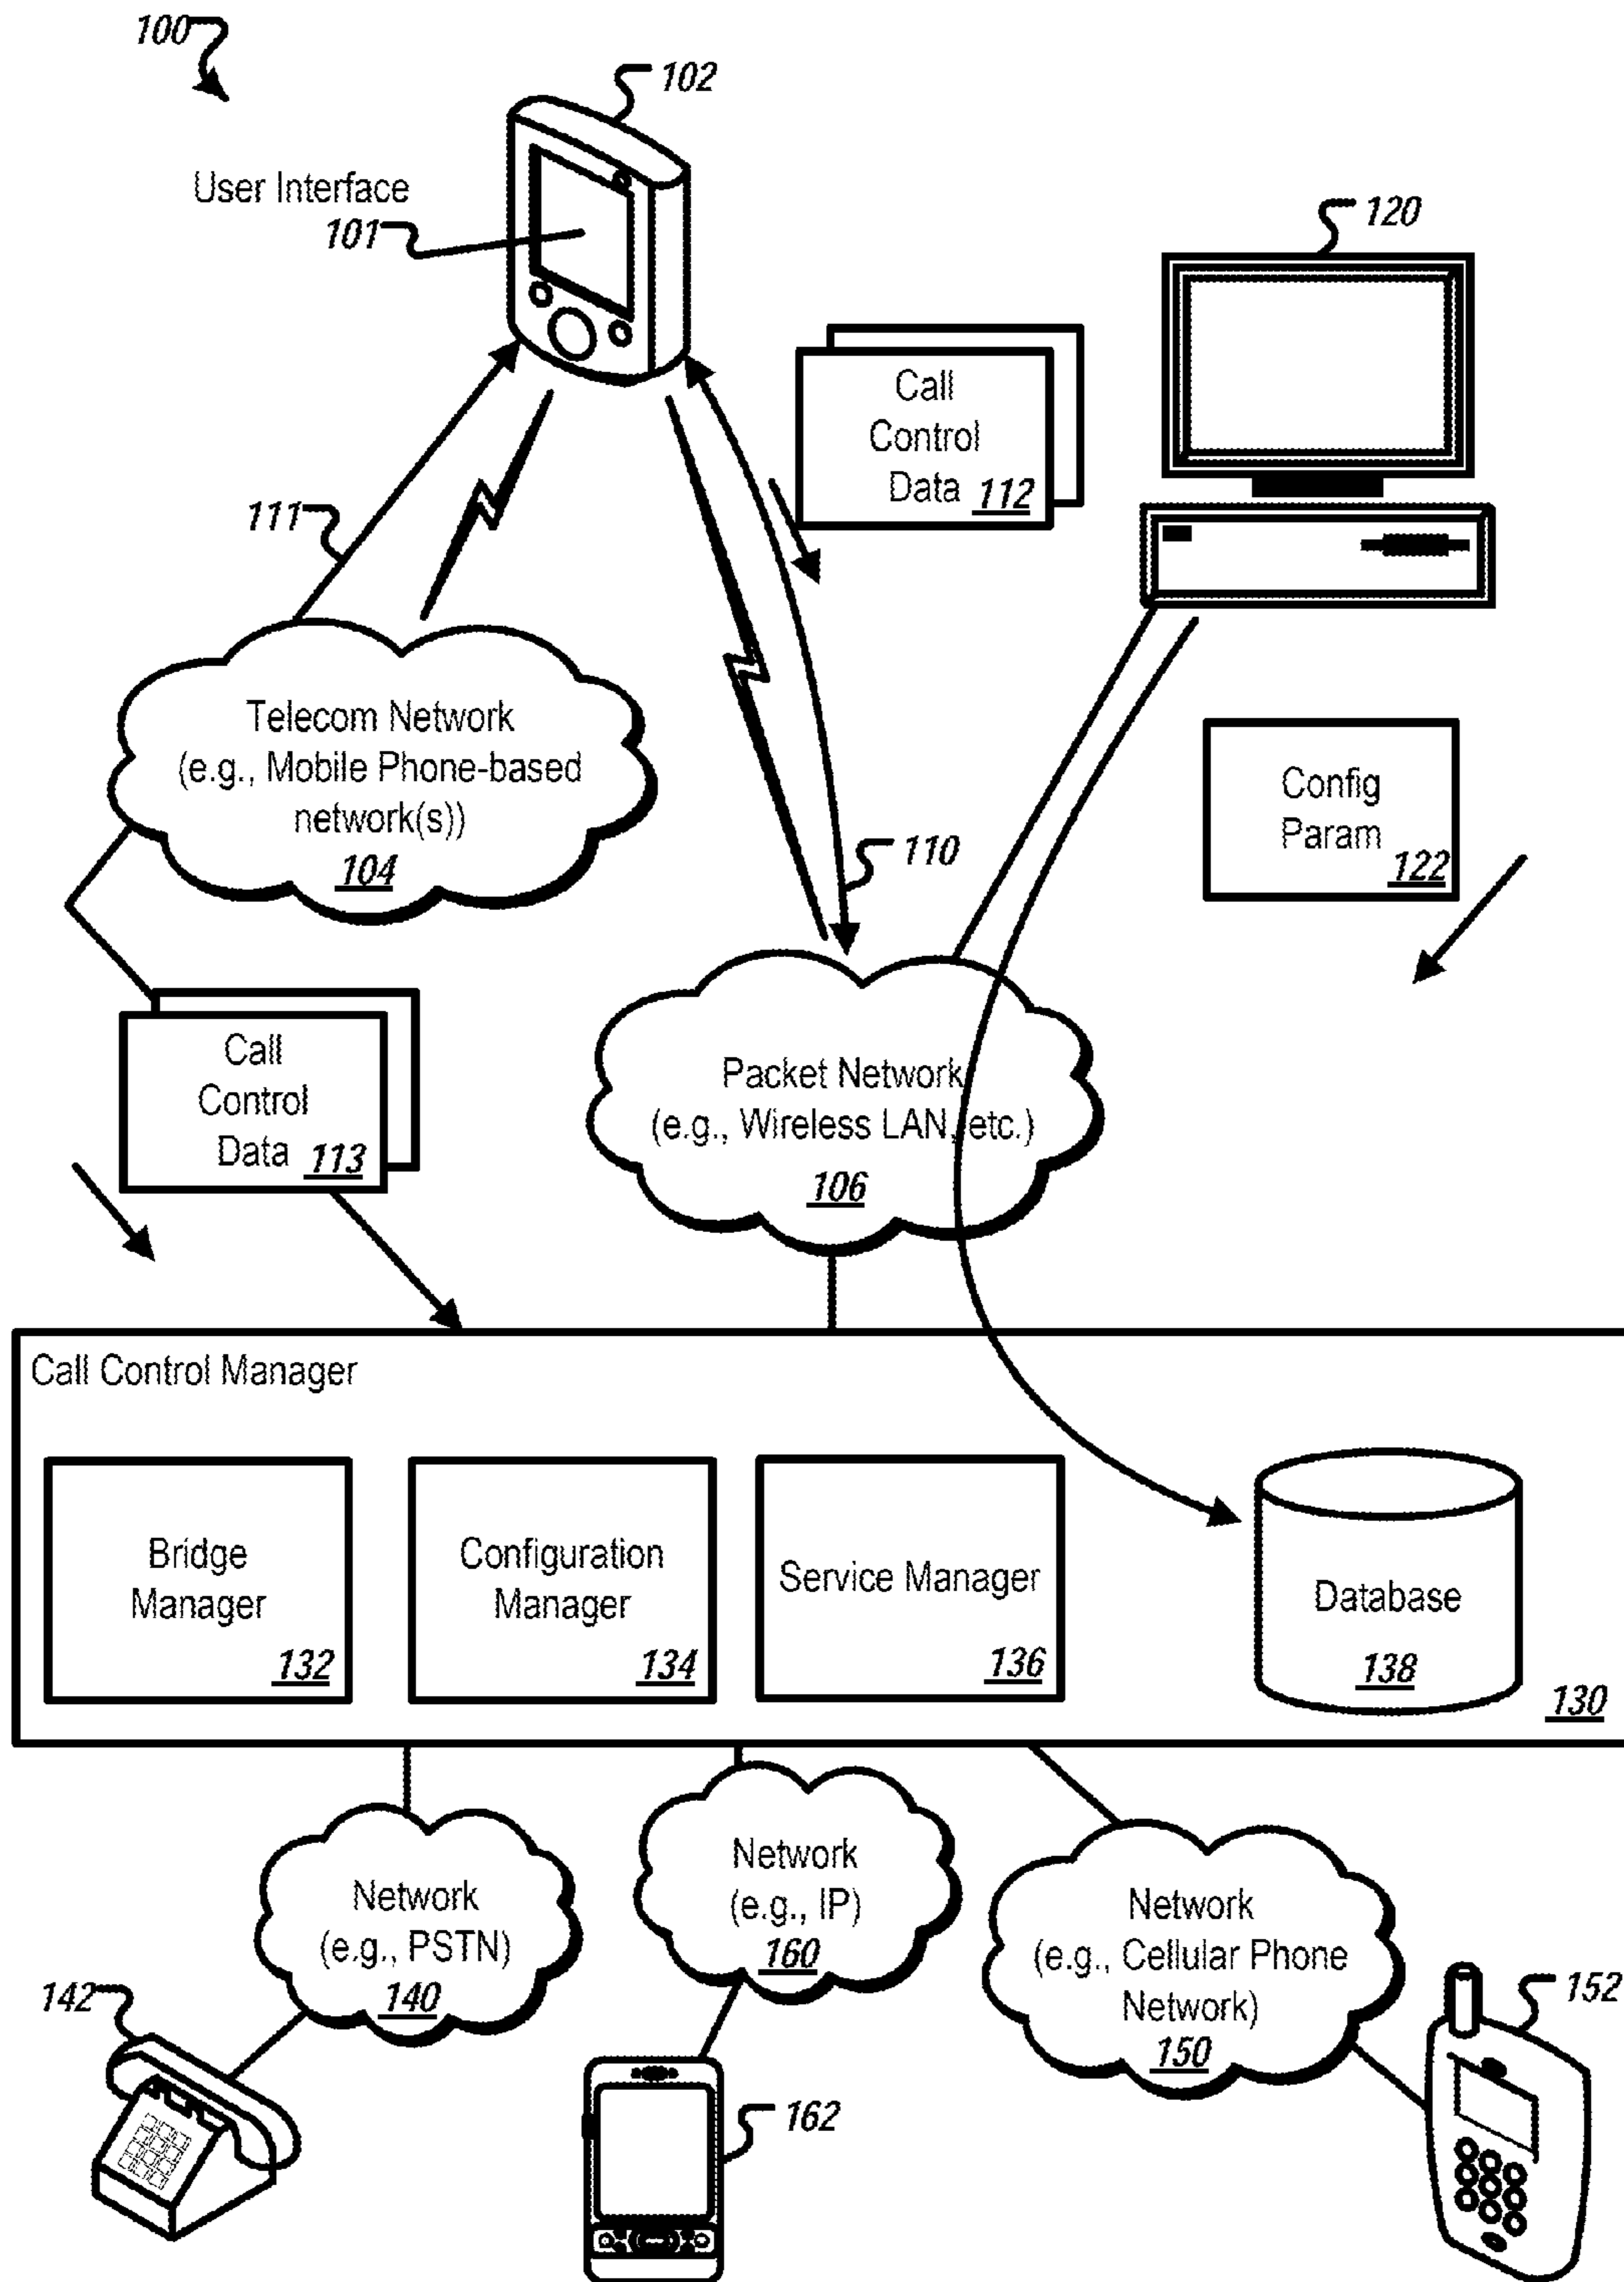 100
102
User Interface
101
120
Call
Control
Data 112
111
Telecom Network
(e.g., Mobile Phone-based
network(s))
104
110
Config
Param
122
Call
Control
Data 113
Packet Network
(e.g., Wireless LAN, etc.)
106
Call Control Manager
Bridge
Manager
132
Configuration
Manager
134
Service Manager
136
Database
138
130
Network
(e.g., PSTN)
140
Network
(e.g., IP)
160
Network
(e.g., Cellular Phone
Network)
150
142
162
152